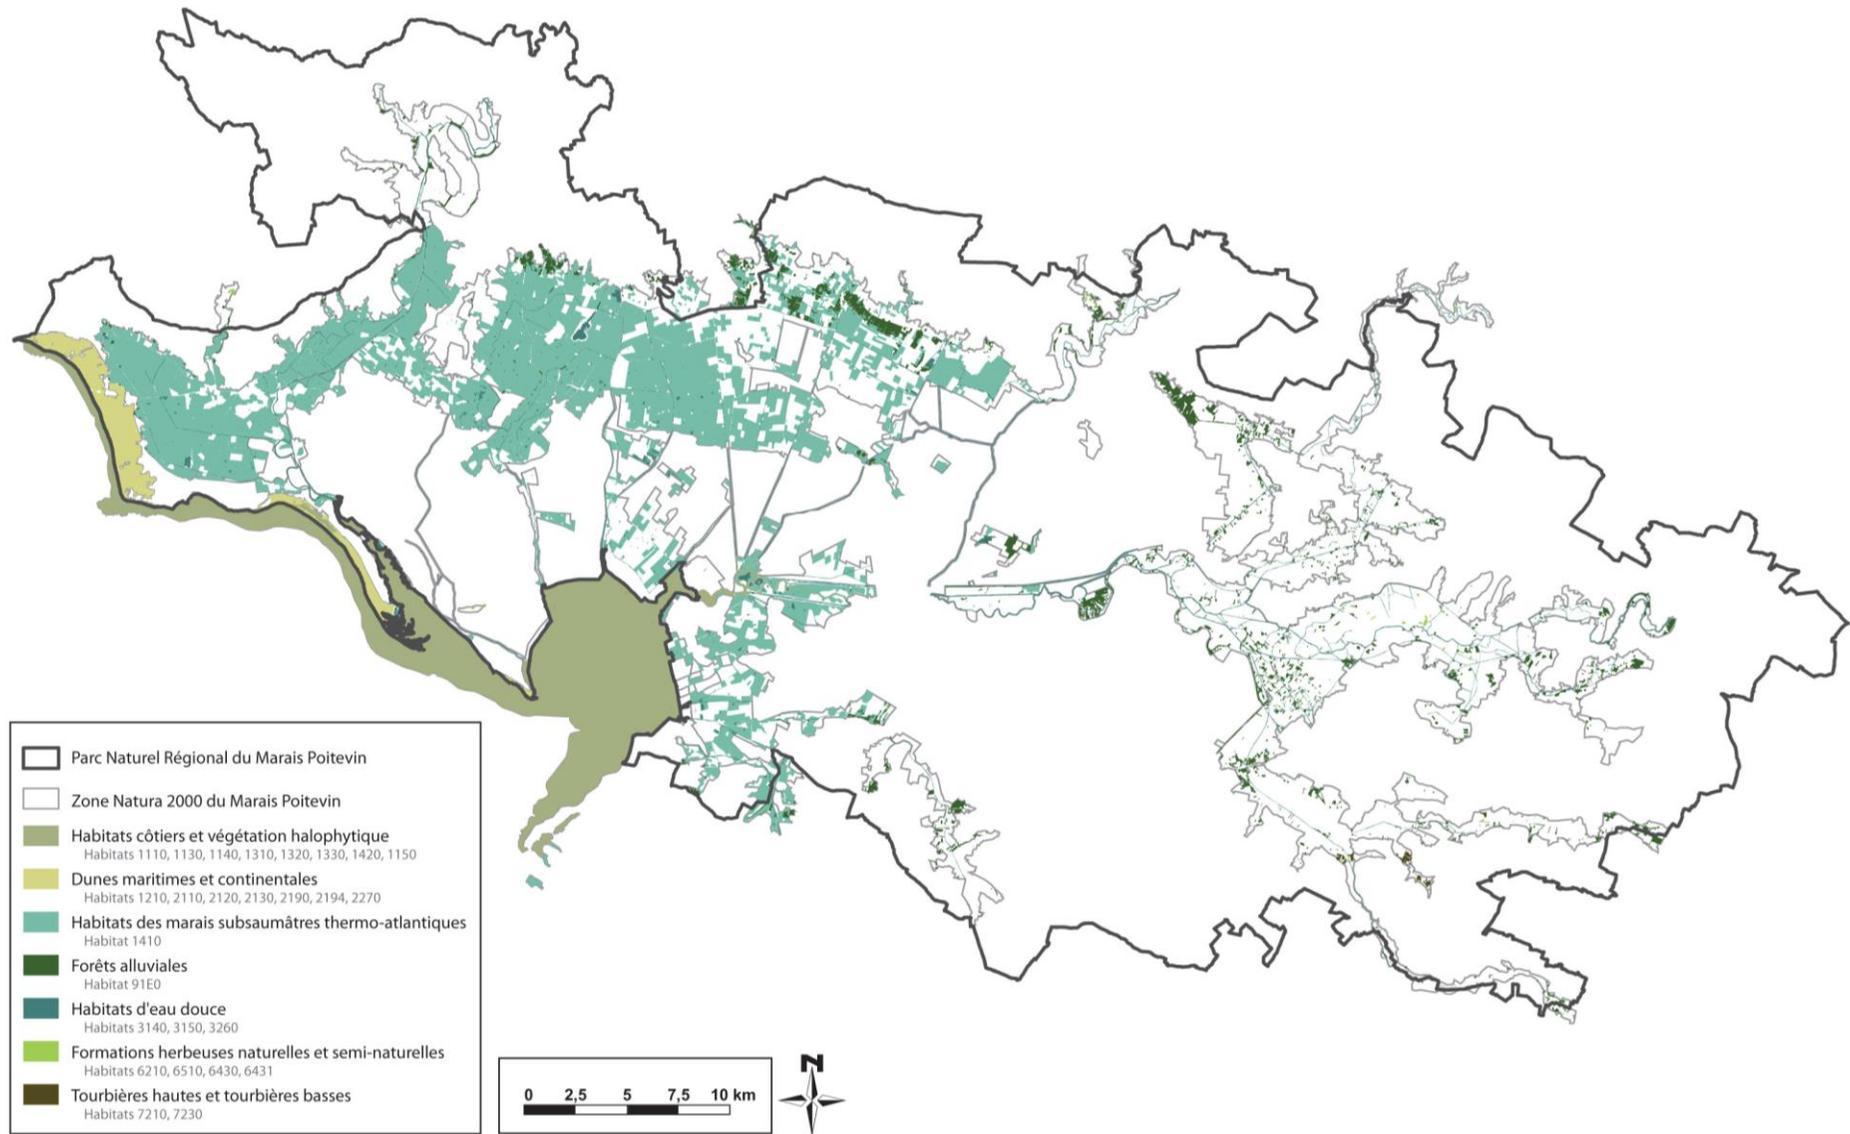 Parc Naturel Régional du Marais Poitevin
Zone Natura 2000 du Marais Poitevin
Habitats côtiers et végétation halophytique
Habitats 1110, 1130, 1140, 1310, 1320, 1330, 1420, 1150
Dunes maritimes et continentales
Habitats 1210, 2110, 2120, 2130, 2190, 2194, 2270
Habitats des marais subsaumâtres thermo-atlantiques
Habitat 1410
Forêts alluviales
Habitat 91E0
Habitats d'eau douce
Habitats 3140, 3150, 3260
Formations herbeuses naturelles et semi-naturelles
Habitats 6210, 6510, 6430, 6431
Tourbières hautes et tourbières basses
Habitats 7210, 7230
0 2,5 5 7,5 10 km
N